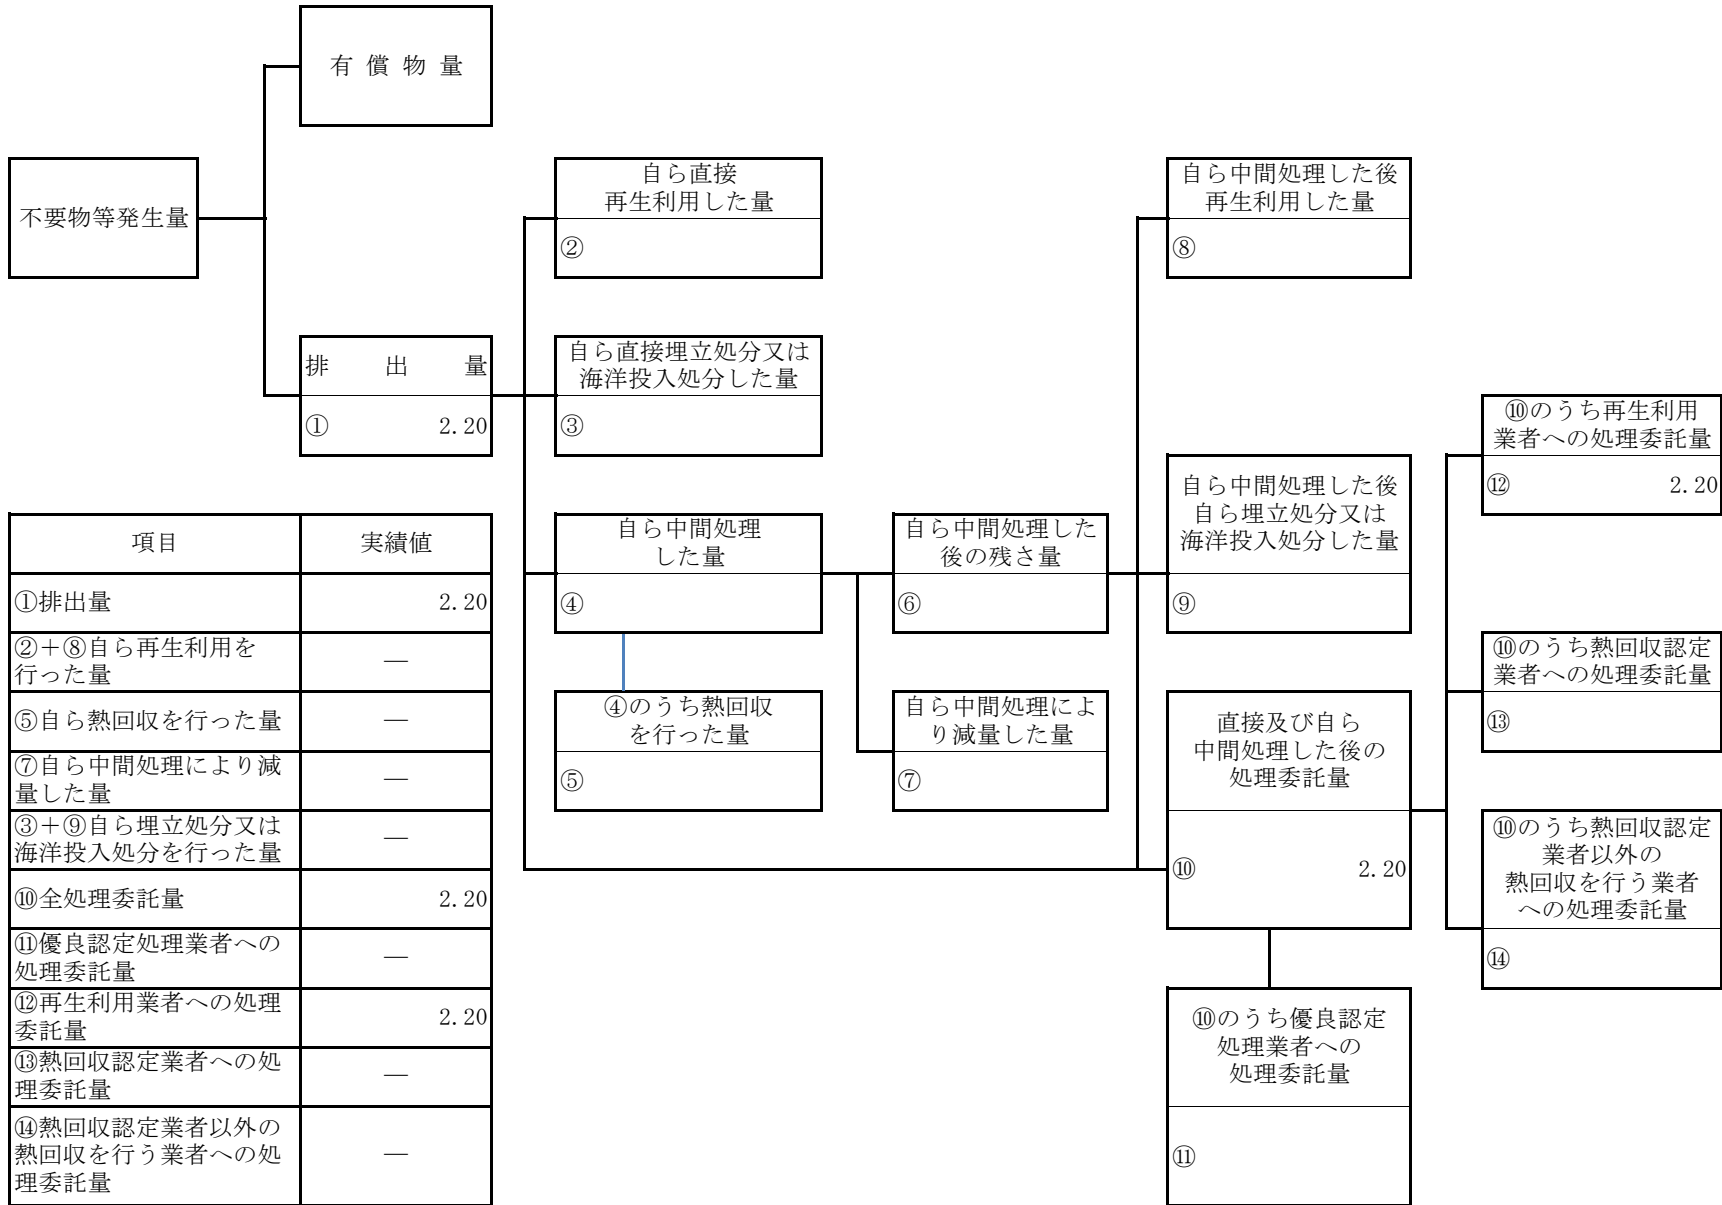 有償物量
不要物等発生量
自ら直接
再生利用した量
②
自ら中間処理した後
再生利用した量
⑧
排出量
① 2.20
自ら直接埋立処分又は
海洋投入処分した量
③
⑩のうち再生利用
業者への処理委託量
⑫ 2.20
自ら中間処理した後
自ら埋立処分又は
海洋投入処分した量
⑨
自ら中間処理
した量
④
自ら中間処理した
後の残さ量
⑥
④のうち熱回収
を行った量
⑤
自ら中間処理によ
り減量した量
⑦
⑩のうち熱回収認定
業者への処理委託量
⑬
直接及び自ら
中間処理した後の
処理委託量
⑩ 2.20
⑩のうち熱回収認定
業者以外の
熱回収を行う業者
への処理委託量
⑭
⑩のうち優良認定
処理業者への
処理委託量
⑪
項目 実績値
①排出量 2.20
②＋⑧自ら再生利用を
行った量 ―
⑤自ら熱回収を行った量 ―
⑦自ら中間処理により減
量した量 ―
③＋⑨自ら埋立処分又は
海洋投入処分を行った量 ―
⑩全処理委託量 2.20
⑪優良認定処理業者への
処理委託量 ―
⑫再生利用業者への処理
委託量 2.20
⑬熱回収認定業者への処
理委託量 ―
⑭熱回収認定業者以外の
熱回収を行う業者への処
理委託量 ―